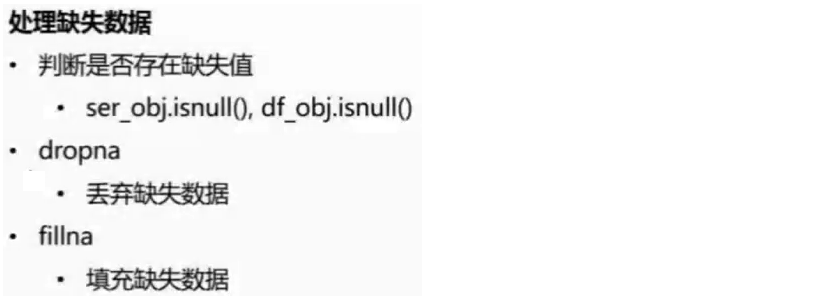 处理缺失数据
• 判断是否存在缺失值
• ser_obj.isnull(), df_obj.isnull()
• dropna
• 丢弃缺失数据
• fillna
• 填充缺失数据